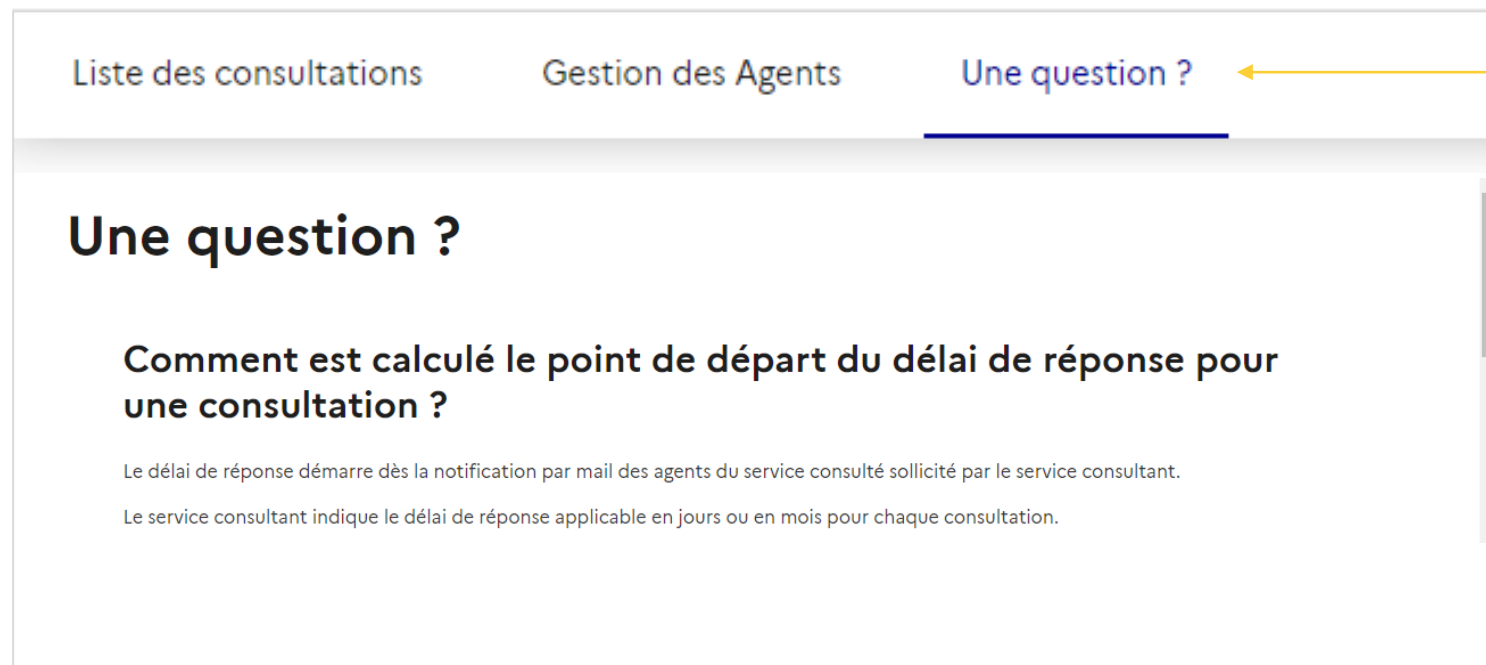 Liste des consultations Gestion des Agents Une question ?
Une question ?
Comment est calculé le point de départ du délai de réponse pour
une consultation ?
Le délai de réponse démarre dès la notification par mail des agents du service consulté sollicité par le service consultant.
Le service consultant indique le délai de réponse applicable en jours ou en mois pour chaque consultation.